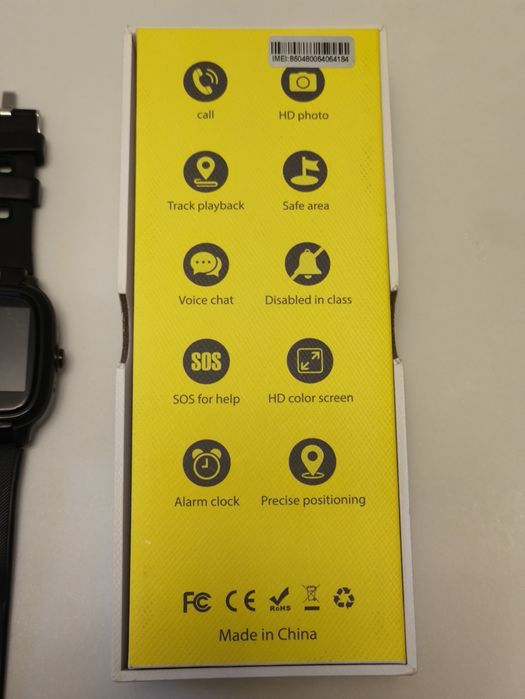 IMEI:860480064064184
call
HD photo
Track playback
Safe area
Voice chat
Disabled in class
SOS
SOS for help
HD color screen
Alarm clock
Precise positioning
FC CE RoHS
Made in China